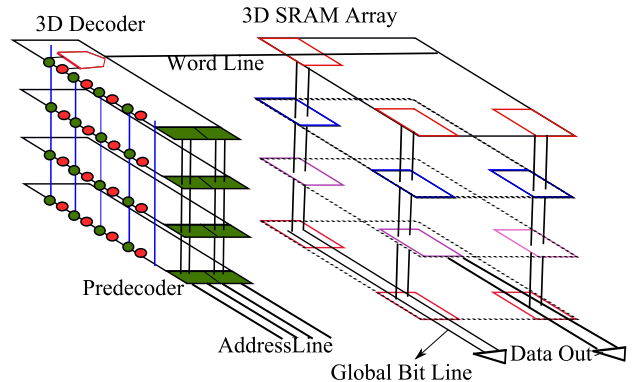 3D Decoder
3D SRAM Array
Word Line
Predecoder
AddressLine
Global Bit Line
Data Out